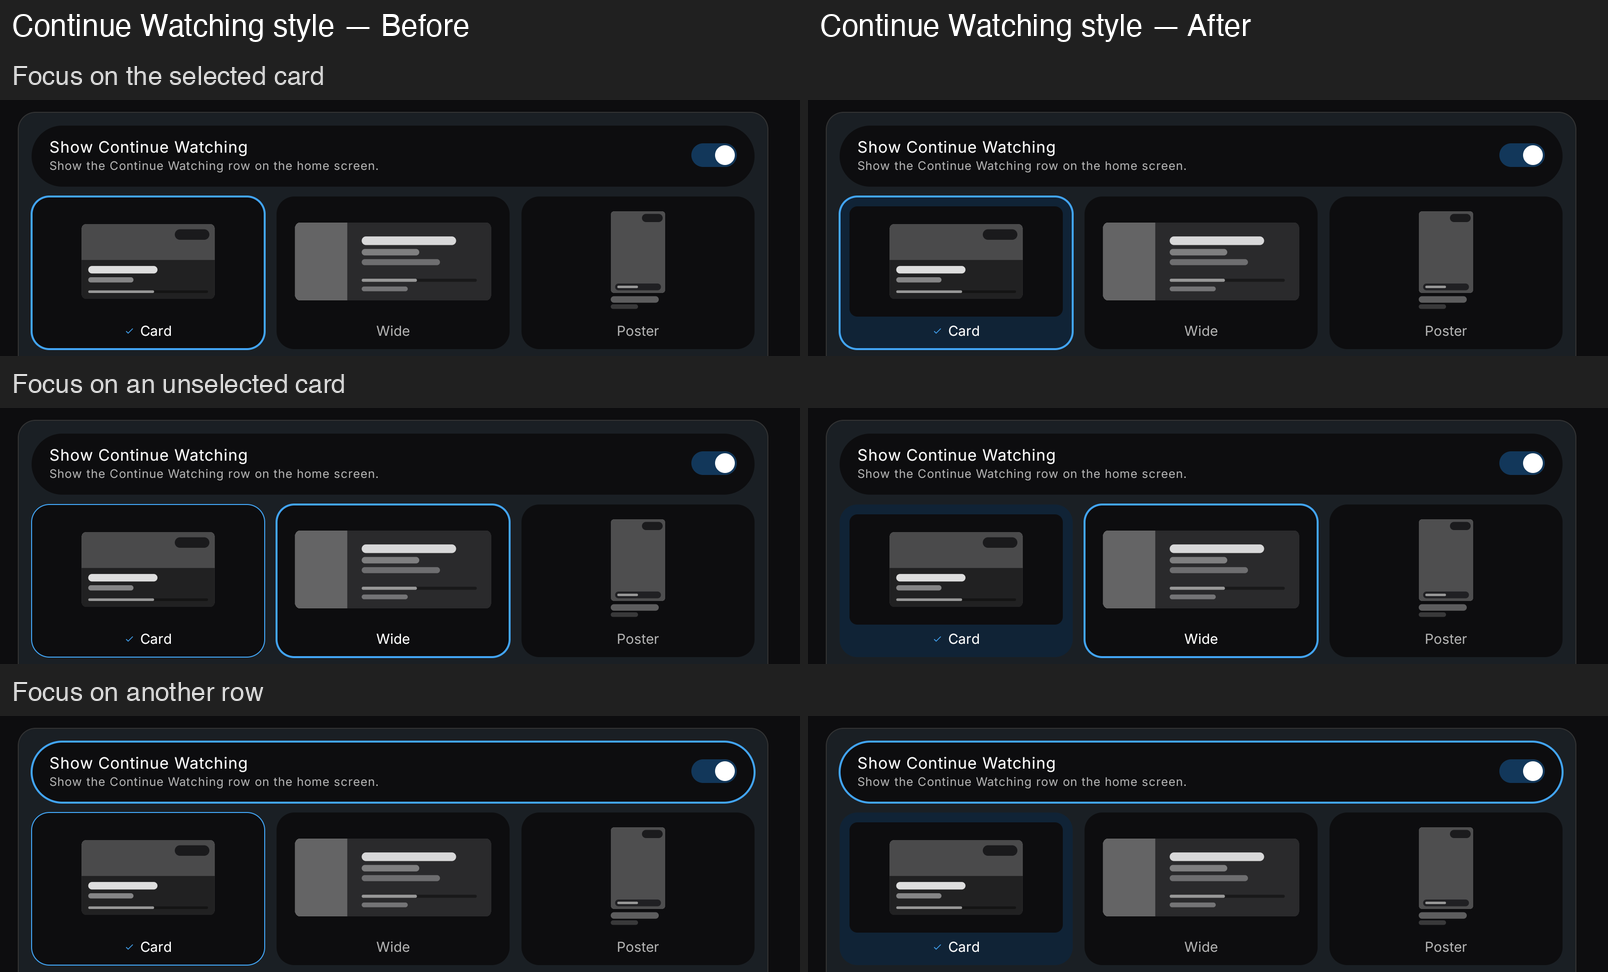 Continue Watching style — Before
Continue Watching style — After
Focus on the selected card
Show Continue Watching
Show the Continue Watching row on the home screen.
Card
Wide
Poster
Show Continue Watching
Show the Continue Watching row on the home screen.
Card
Wide
Poster
Focus on an unselected card
Show Continue Watching
Show the Continue Watching row on the home screen.
Card
Wide
Poster
Show Continue Watching
Show the Continue Watching row on the home screen.
Card
Wide
Poster
Focus on another row
Show Continue Watching
Show the Continue Watching row on the home screen.
Card
Wide
Poster
Show Continue Watching
Show the Continue Watching row on the home screen.
Card
Wide
Poster